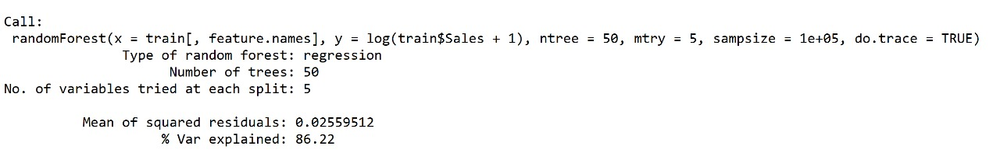 Call:
randomForest(x = train[, feature.names], y = log(train$Sales + 1), ntree = 50, mtry = 5, sampsize = 1e+05, do.trace = TRUE)
Type of random forest: regression
Number of trees: 50
No. of variables tried at each split: 5
Mean of squared residuals: 0.02559512
% Var explained: 86.22